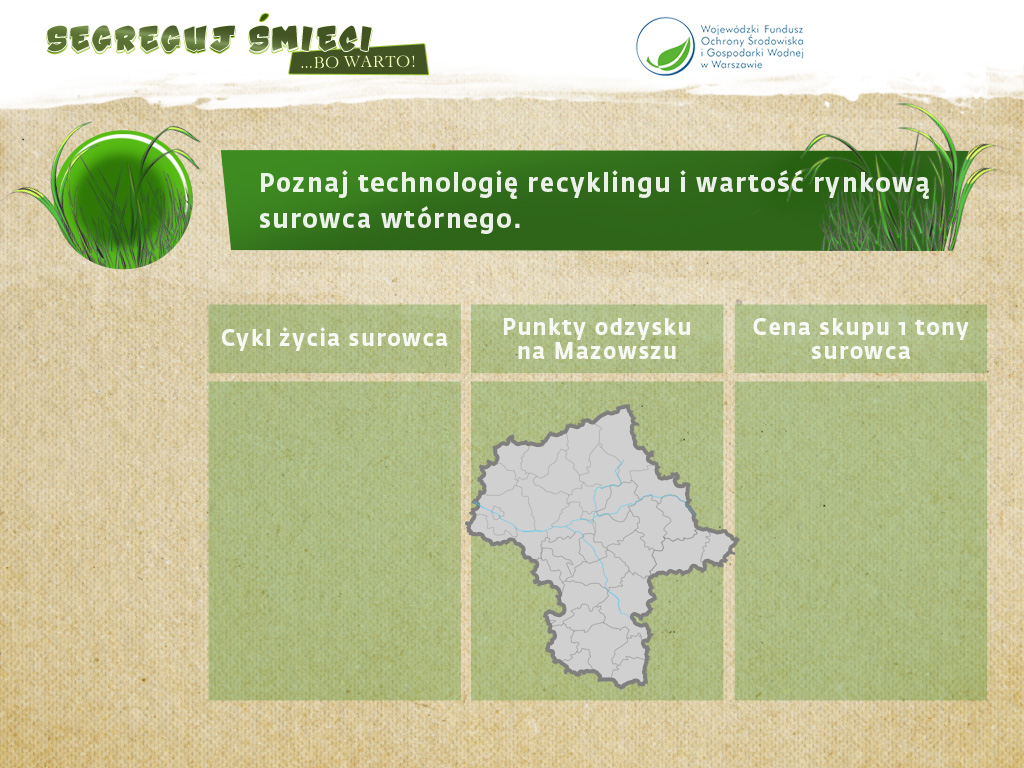 SEGREGUJ ŚMIECI
...BO WARTO!
Wojewódzki Fundusz
Ochrony Środowiska
i Gospodarki Wodnej
w Warszawie
Poznaj technologię recyklingu i wartość rynkową
surowca wtórnego.
Cykl życia surowca
Punkty odzysku
na Mazowszu
Cena skupu 1 tony
surowca